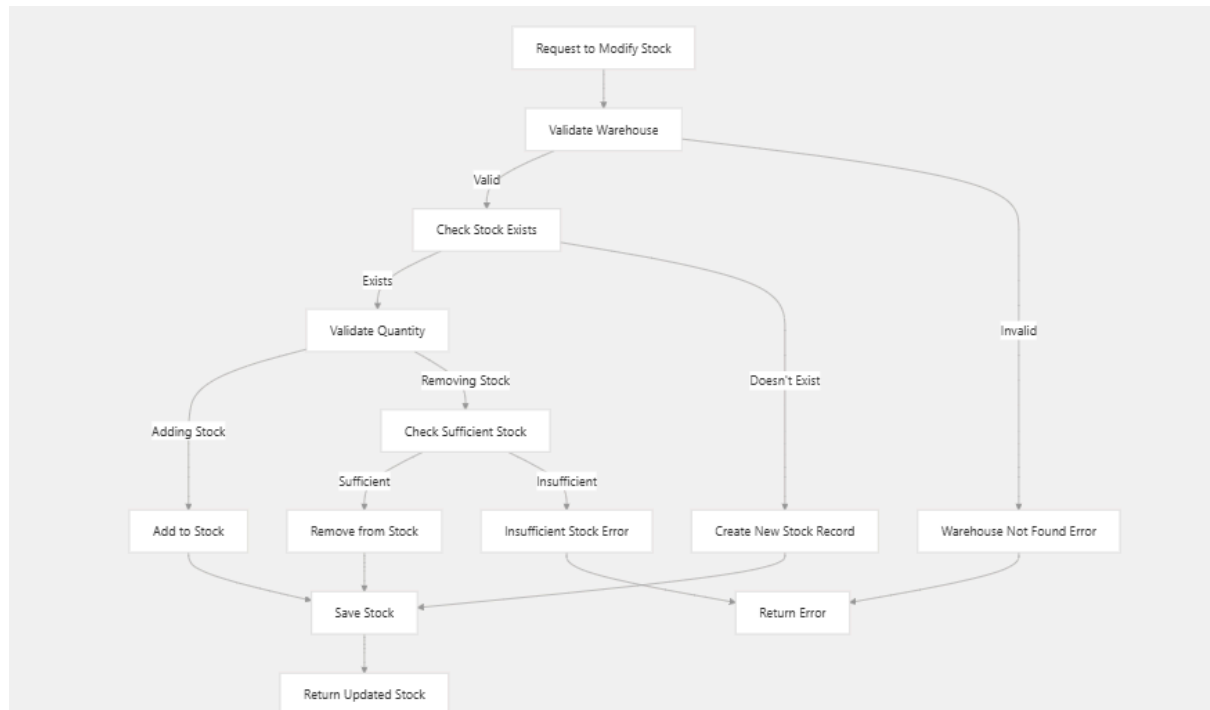 Request to Modify Stock
Validate Warehouse
Valid
Check Stock Exists
Exists
Validate Quantity
Invalid
Removing Stock
Doesn't Exist
Adding Stock
Check Sufficient Stock
Sufficient
Insufficient
Add to Stock
Remove from Stock
Insufficient Stock Error
Create New Stock Record
Warehouse Not Found Error
Save Stock
Return Error
Return Updated Stock